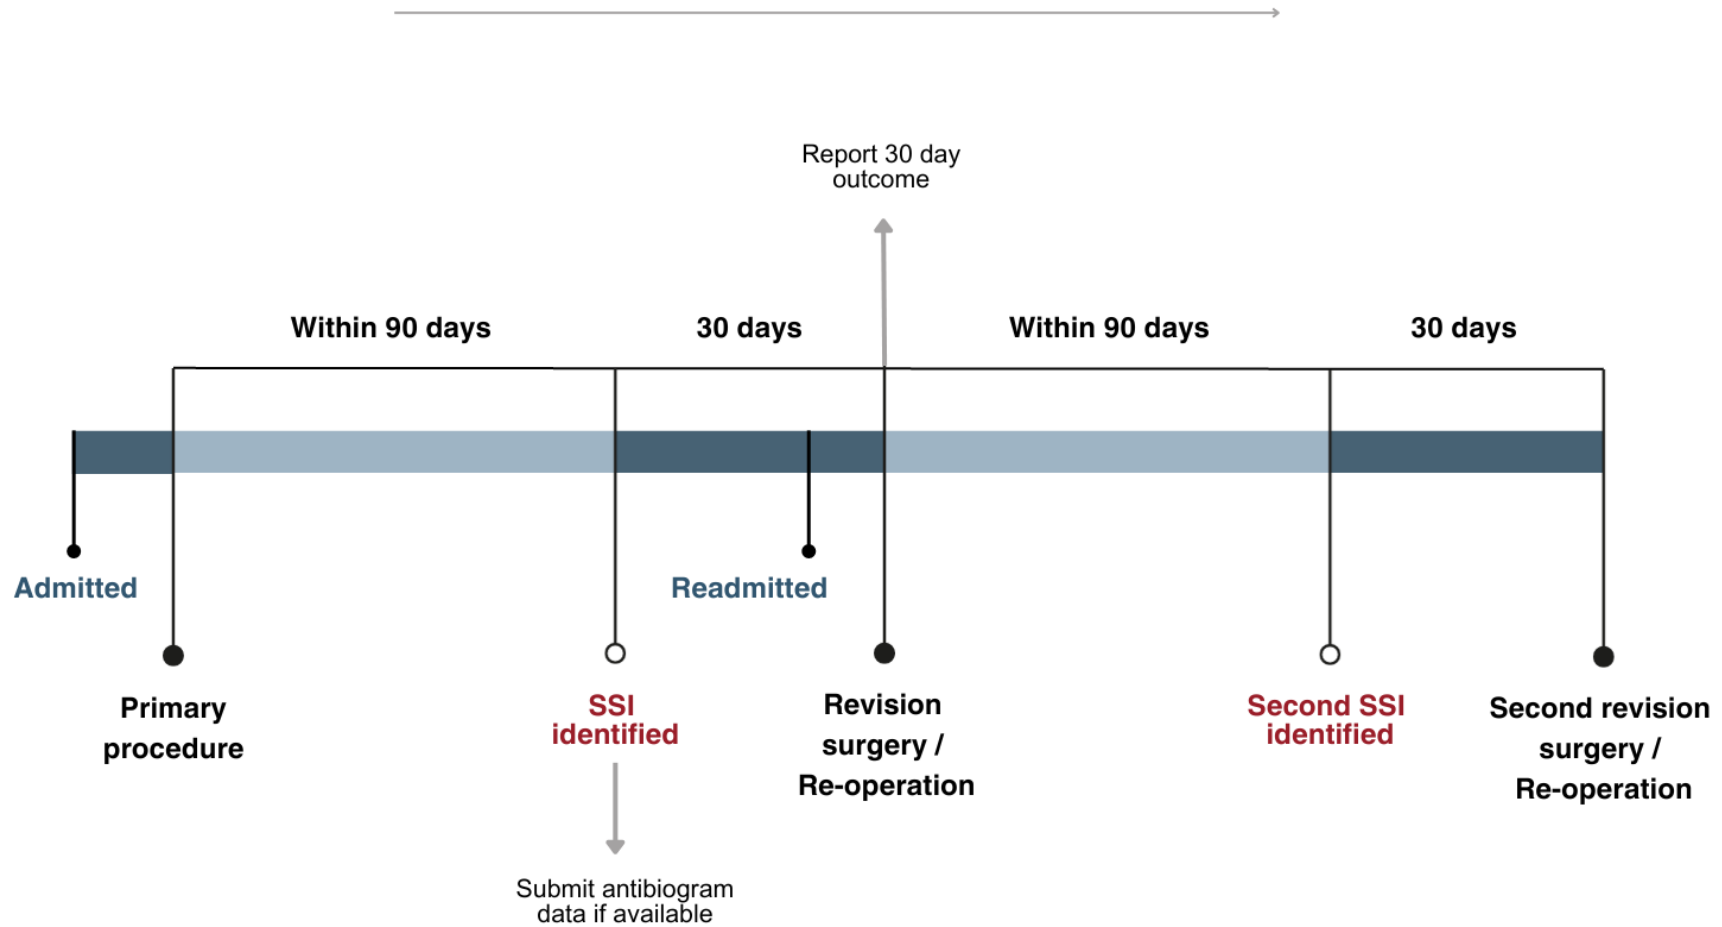 Report 30 day
outcome
Within 90 days
30 days
Within 90 days
30 days
Admitted
Readmitted
Primary
procedure
SSI
identified
Revision
surgery /
Re-operation
Second SSI
identified
Second revision
surgery /
Re-operation
Submit antibiogram
data if available